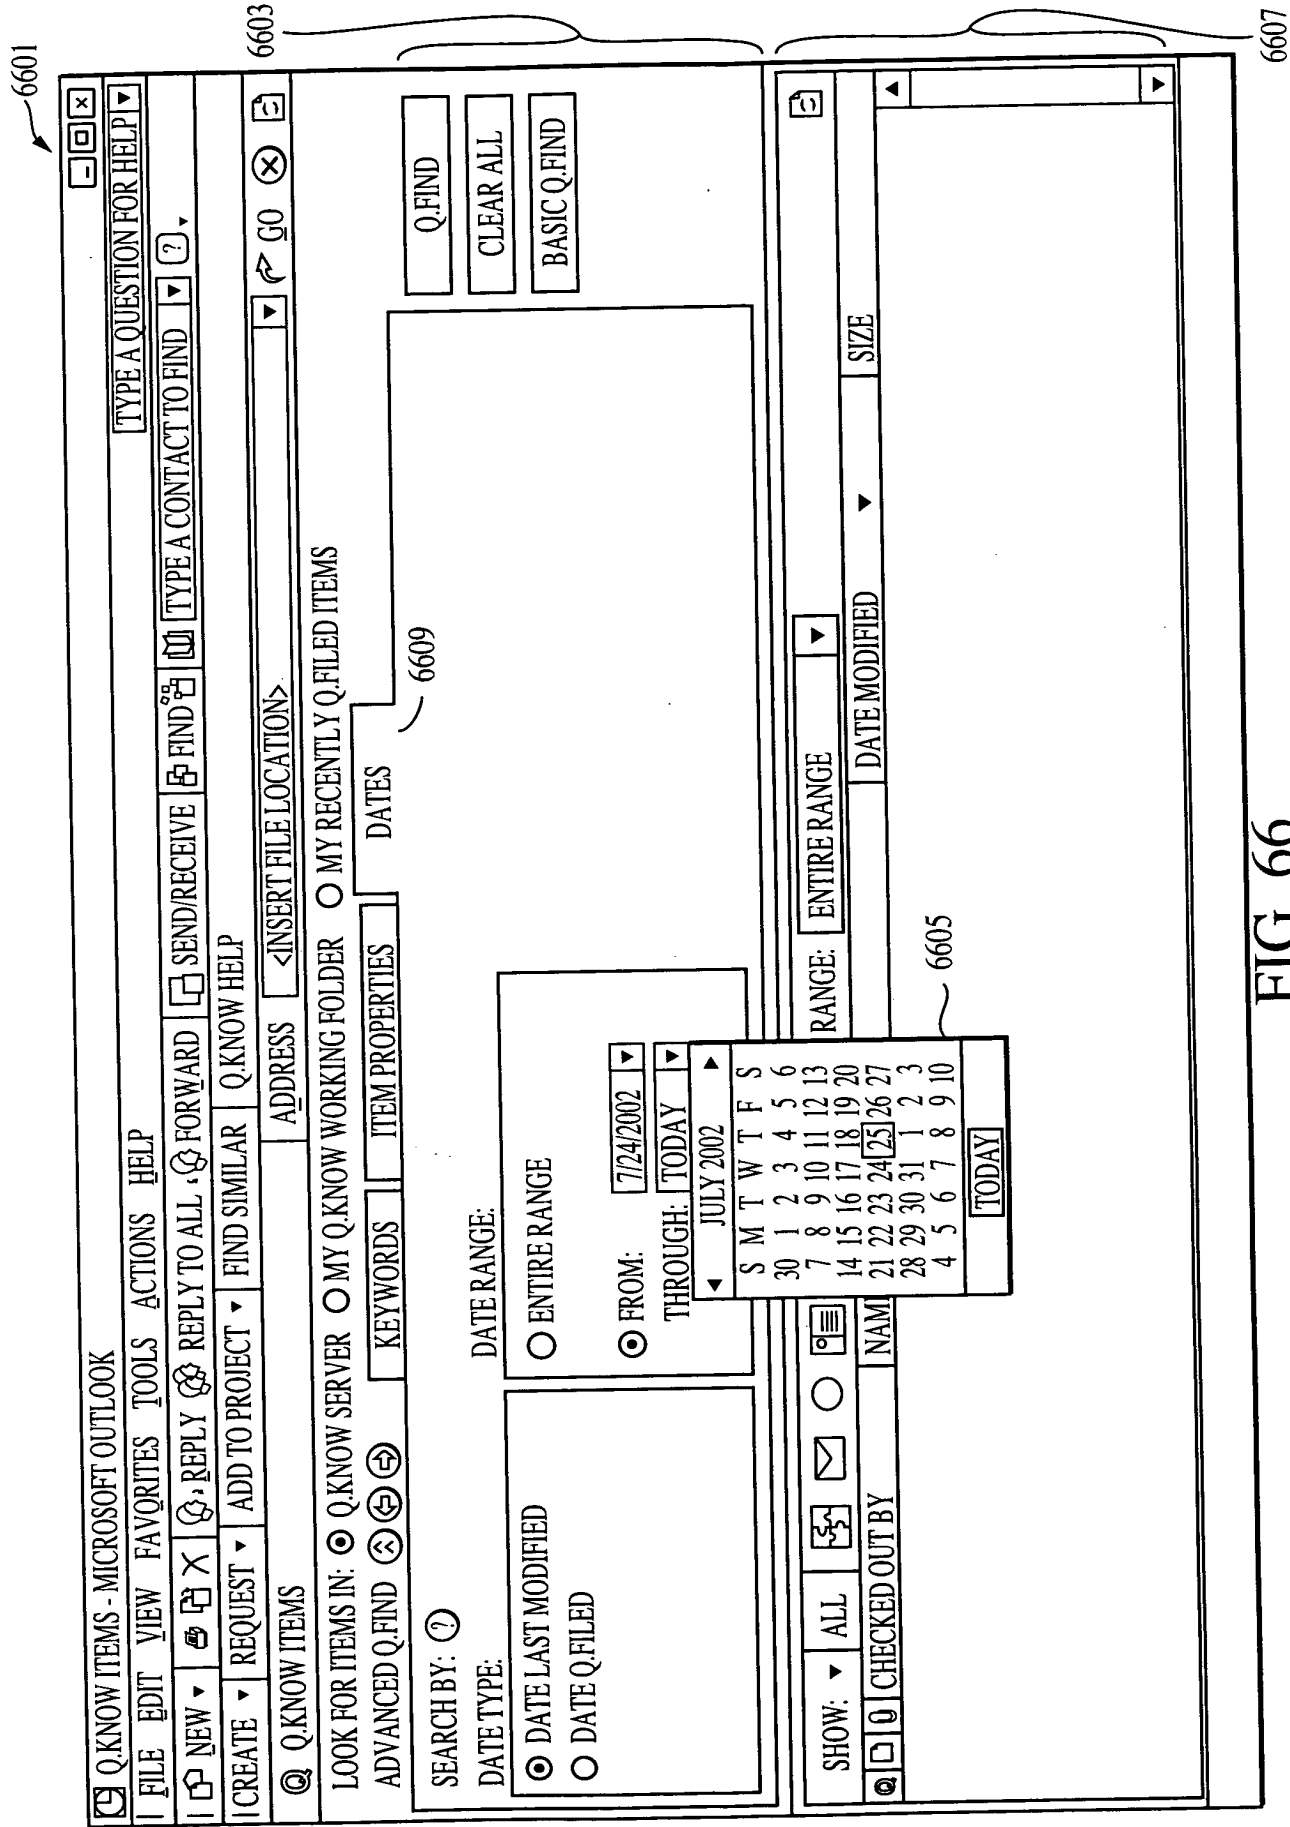 6601
Q.KNOW ITEMS - MICROSOFT OUTLOOK
FILE EDIT VIEW FAVORITES TOOLS ACTIONS HELP TYPE A QUESTION FOR HELP
NEW REPLY REPLY TO ALL FORWARD SEND/RECEIVE FIND TYPE A CONTACT TO FIND ?
CREATE REQUEST ADD TO PROJECT FIND SIMILAR Q.KNOW HELP
Q Q.KNOW ITEMS ADDRESS <INSERT FILE LOCATION> GO
6603
LOOK FOR ITEMS IN: Q.KNOW SERVER MY Q.KNOW WORKING FOLDER MY RECENTLY Q.FILED ITEMS
ADVANCED Q.FIND KEYWORDS ITEM PROPERTIES DATES
6609
SEARCH BY: ?
Q.FIND
DATE TYPE: DATE RANGE:
CLEAR ALL
DATE LAST MODIFIED ENTIRE RANGE
BASIC Q.FIND
DATE Q.FILED
FROM: 7/24/2002
THROUGH: TODAY
JULY 2002
S M T W T F S
30 1 2 3 4 5 6
7 8 9 10 11 12 13
14 15 16 17 18 19 20
21 22 23 24 25 26 27
28 29 30 31 1 2 3
4 5 6 7 8 9 10
TODAY
6605
SHOW: ALL RANGE: ENTIRE RANGE
Q CHECKED OUT BY NAM DATE MODIFIED SIZE
6607
FIG. 66